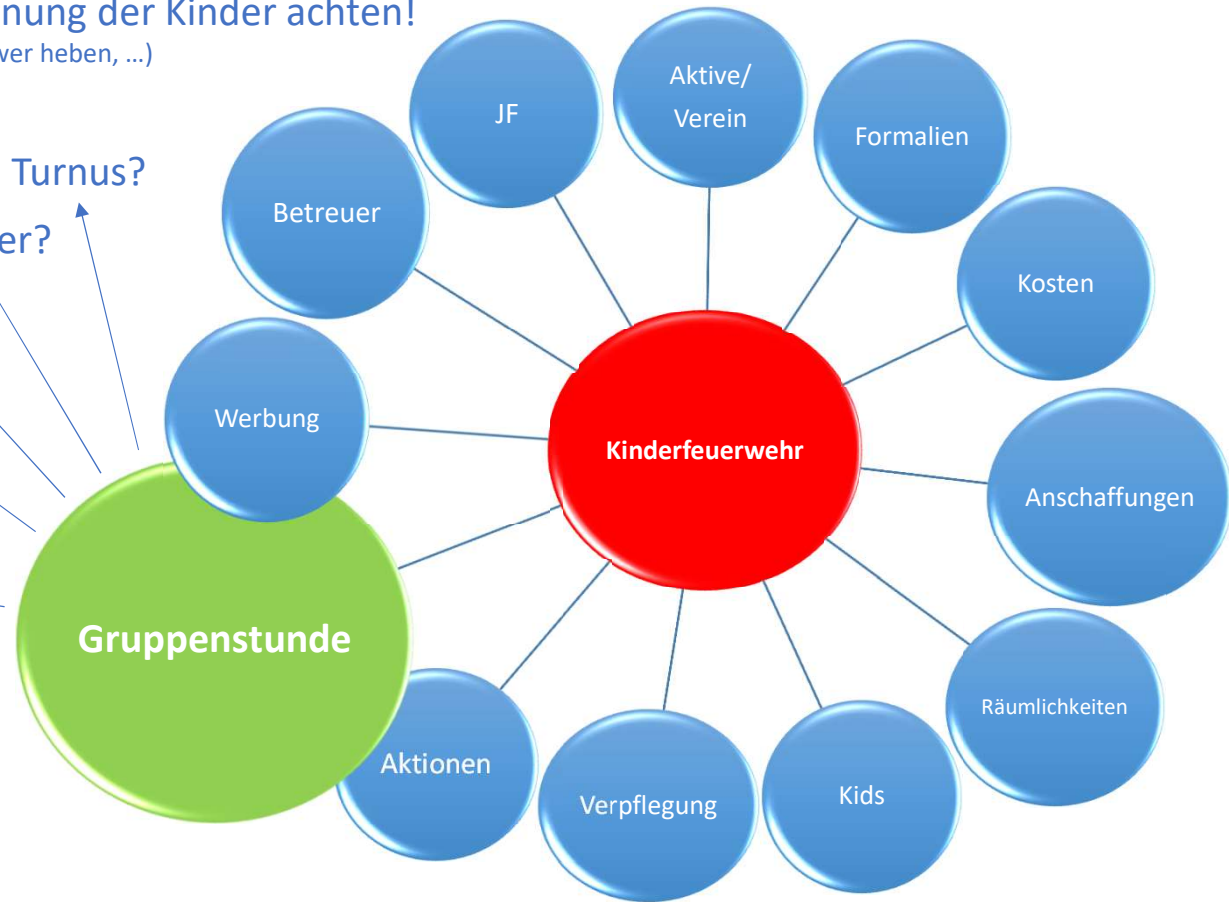 nung der Kinder achten!
wer heben, …)
Turnus?
er?
JF
Aktive/
Verein
Formalien
Betreuer
Kosten
Werbung
Kinderfeuerwehr
Anschaffungen
Gruppenstunde
Räumlichkeiten
Aktionen
Verpflegung
Kids